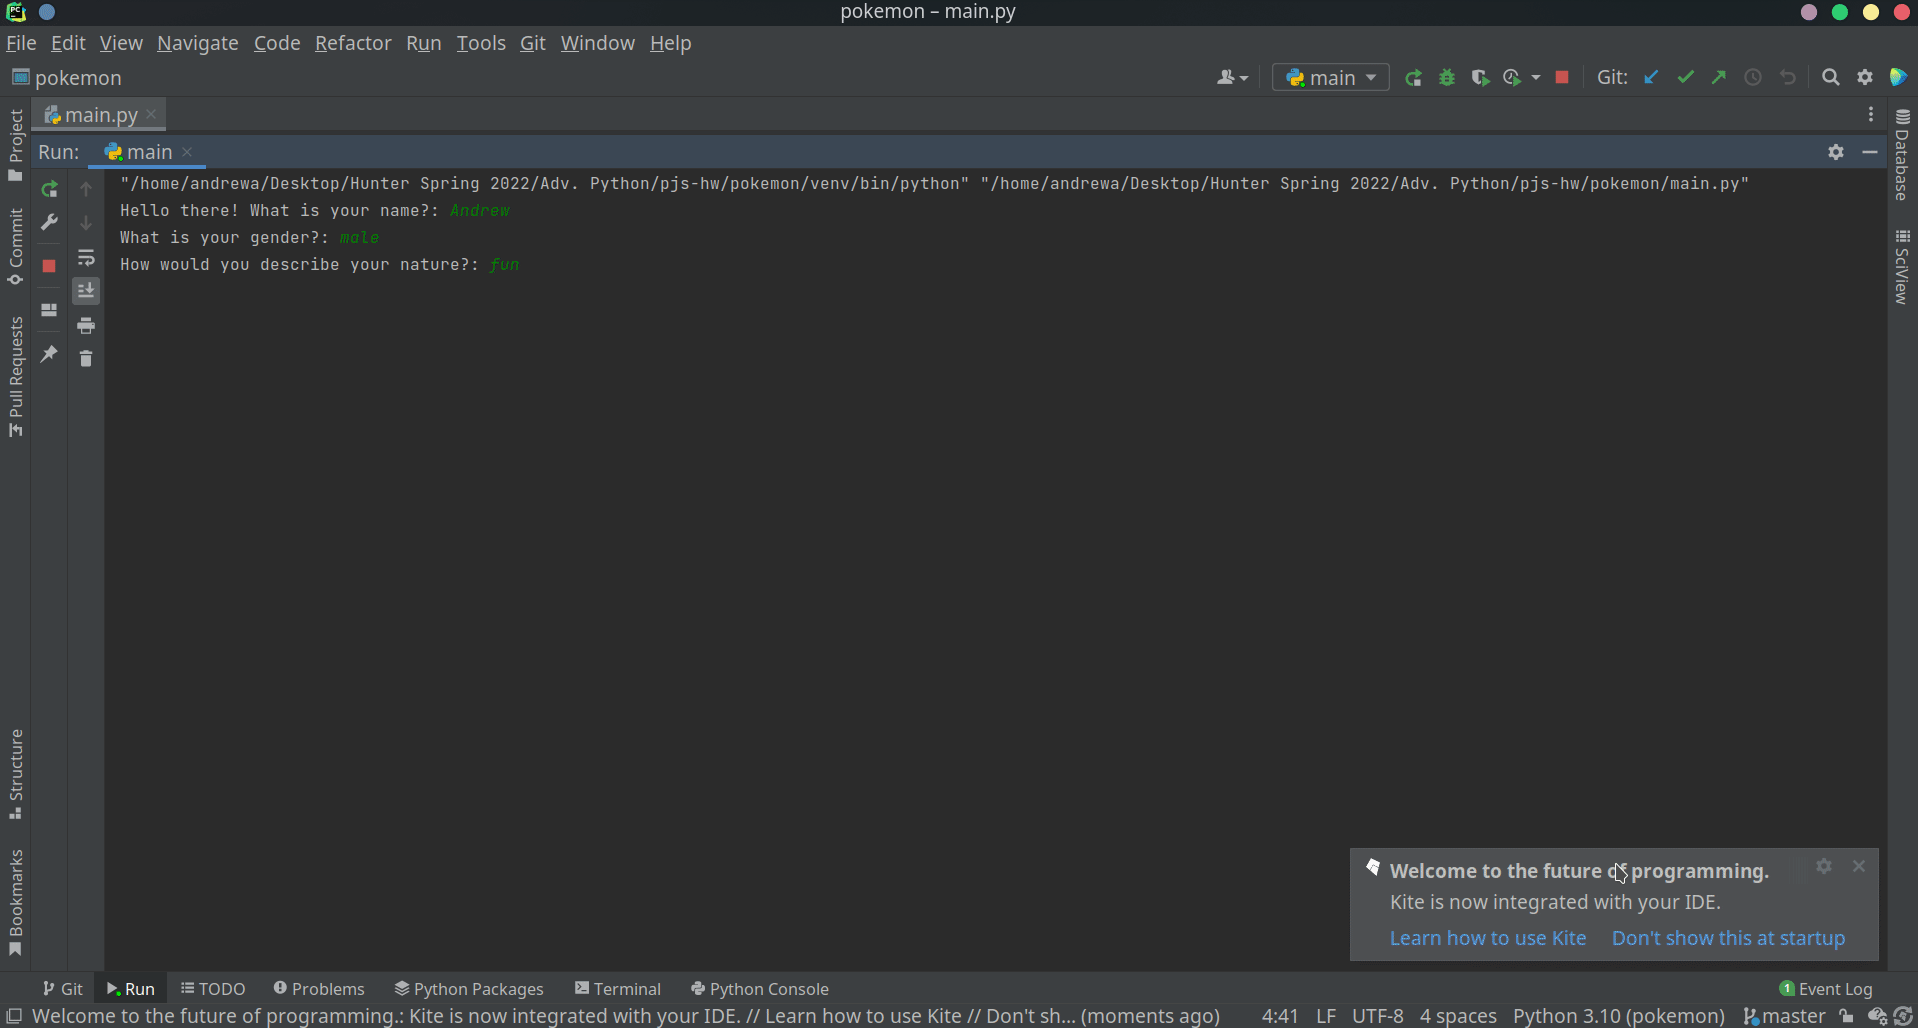 pokemon – main.py
File Edit View Navigate Code Refactor Run Tools Git Window Help
pokemon
main
Git:
main.py
Run: main
"/home/andrewa/Desktop/Hunter Spring 2022/Adv. Python/pjs-hw/pokemon/venv/bin/python" "/home/andrewa/Desktop/Hunter Spring 2022/Adv. Python/pjs-hw/pokemon/main.py"
Hello there! What is your name?: Andrew
What is your gender?: male
How would you describe your nature?: fun
Project
Commit
Pull Requests
Structure
Bookmarks
Database
SciView
Welcome to the future of programming.
Kite is now integrated with your IDE.
Learn how to use Kite Don't show this at startup
Git Run TODO Problems Python Packages Terminal Python Console 1 Event Log
Welcome to the future of programming.: Kite is now integrated with your IDE. // Learn how to use Kite // Don't sh... (moments ago) 4:41 LF UTF-8 4 spaces Python 3.10 (pokemon) master